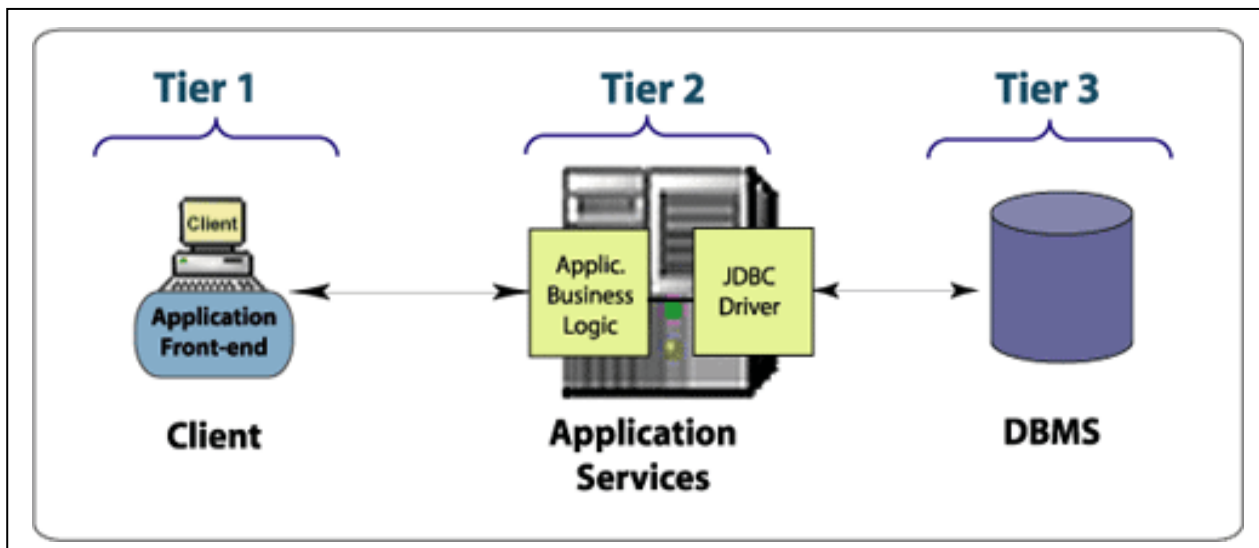 Tier 1
Tier 2
Tier 3
Client
Application
Front-end
Applic.
Business
Logic
JDBC
Driver
Client
Application
Services
DBMS